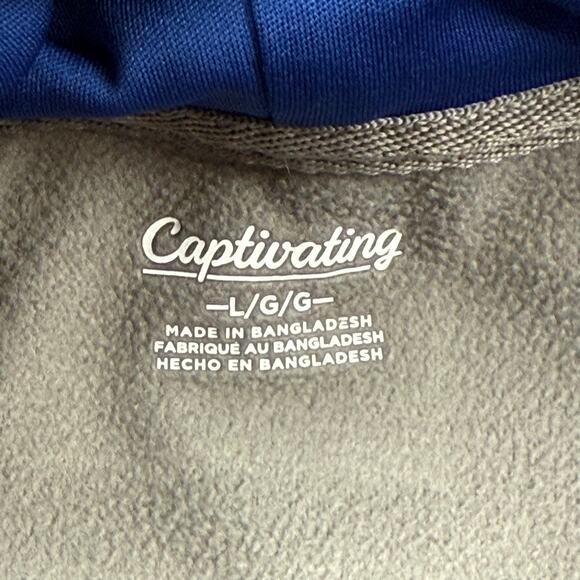 Captivating
—L/G/G—
MADE IN BANGLADESH
FABRIQUÉ AU BANGLADESH
HECHO EN BANGLADESH